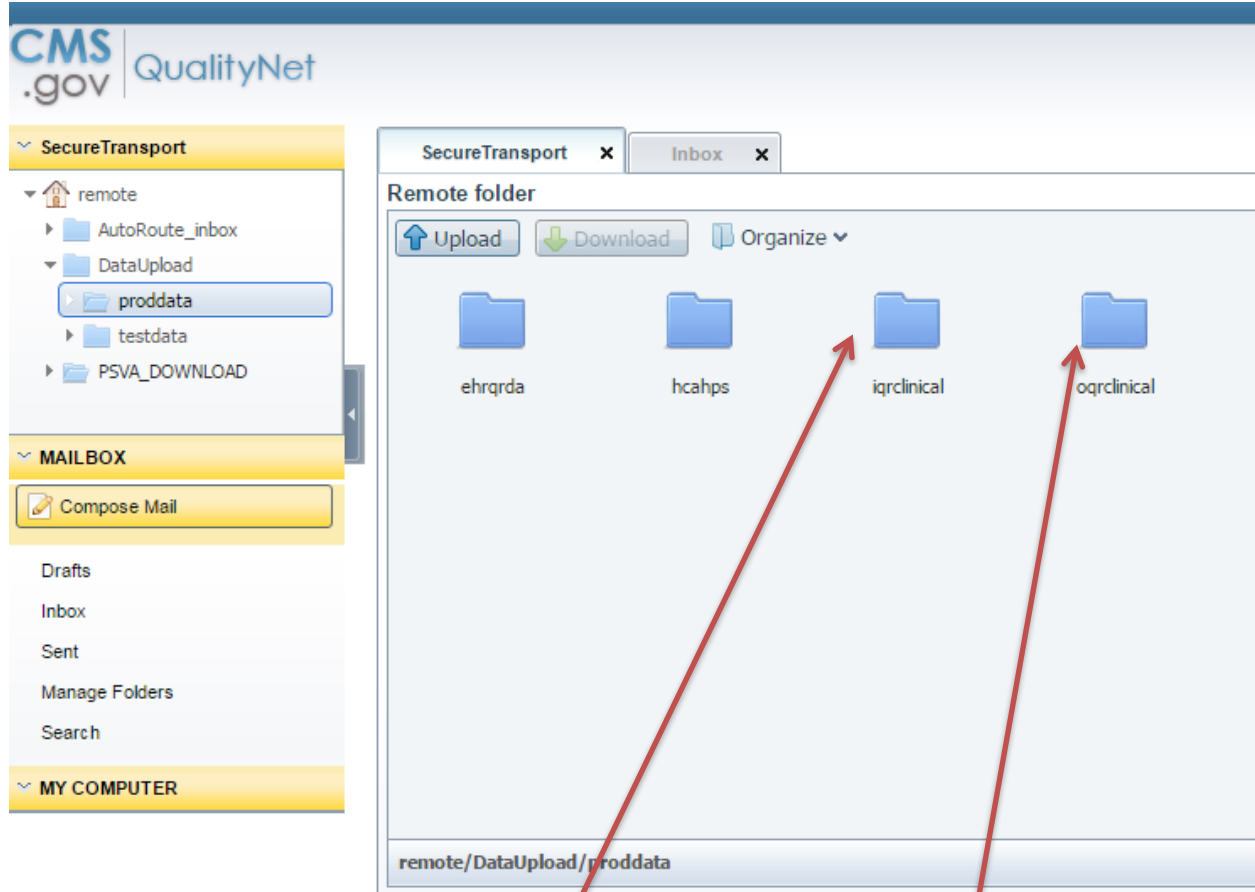 CMS
.gov
QualityNet
SecureTransport
remote
AutoRoute_inbox
DataUpload
proddata
testdata
PSVA_DOWNLOAD
MAILBOX
Compose Mail
Drafts
Inbox
Sent
Manage Folders
Search
MY COMPUTER
SecureTransport x Inbox x
Remote folder
Upload Download Organize
ehrqrda hcahps iqrclinical oqrclinical
remote/DataUpload/proddata